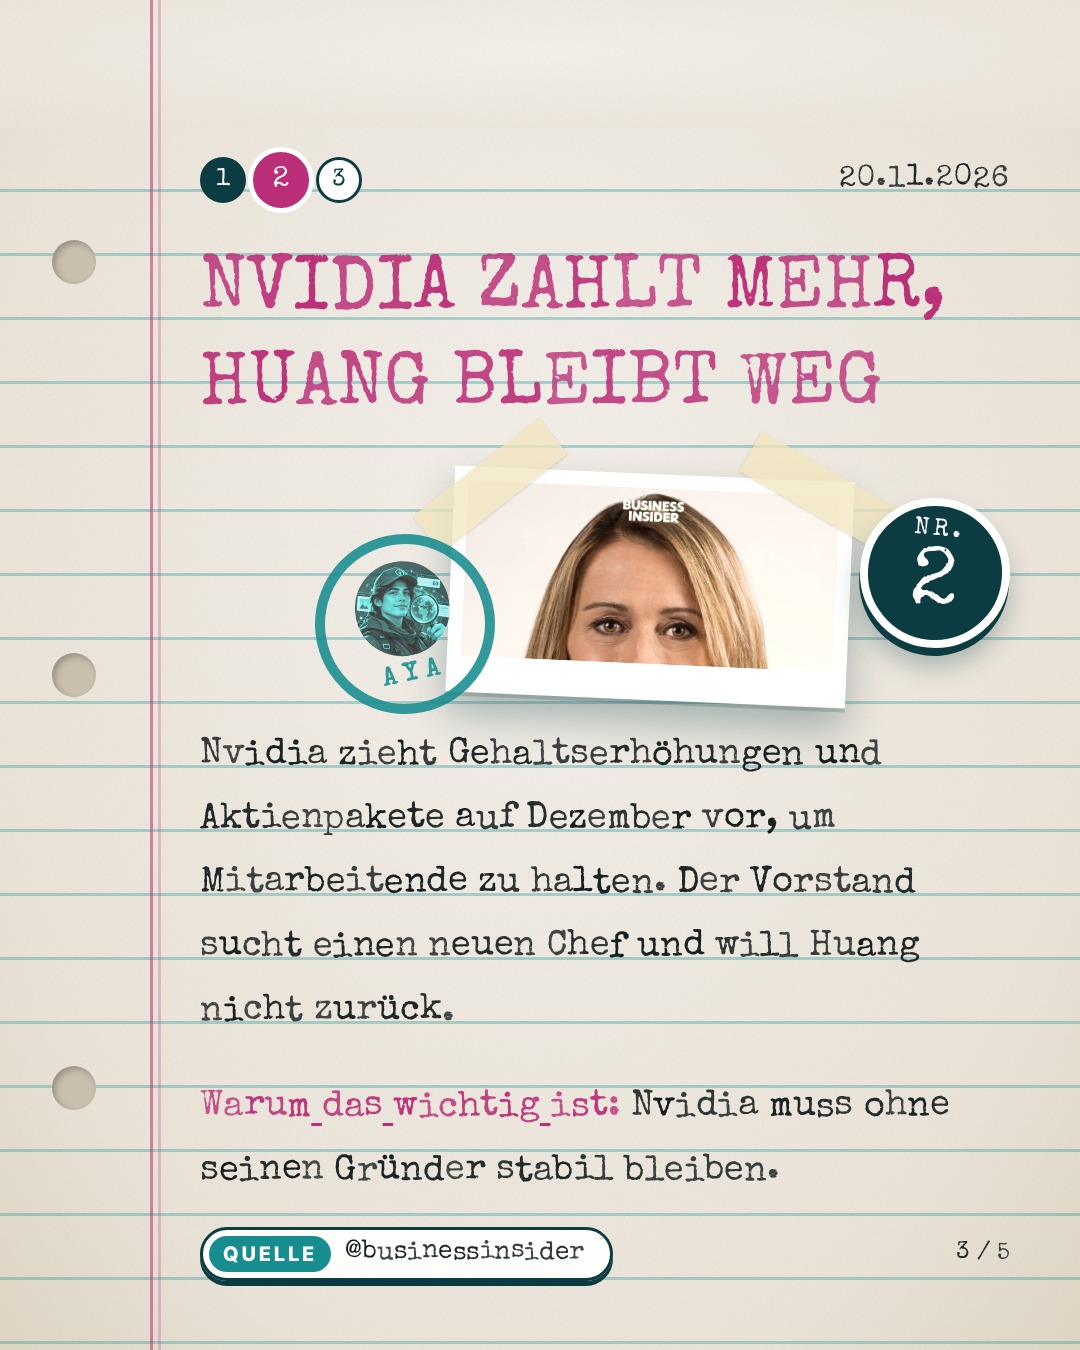 1 2 3
20.11.2026
NVIDIA ZAHLT MEHR,
HUANG BLEIBT WEG
BUSINESS
INSIDER
NR.
2
AYA
Nvidia zieht Gehaltserhöhungen und
Aktienpakete auf Dezember vor, um
Mitarbeitende zu halten. Der Vorstand
sucht einen neuen Chef und will Huang
nicht zurück.
Warum_das_wichtig_ist: Nvidia muss ohne
seinen Gründer stabil bleiben.
QUELLE @businessinsider
3 / 5